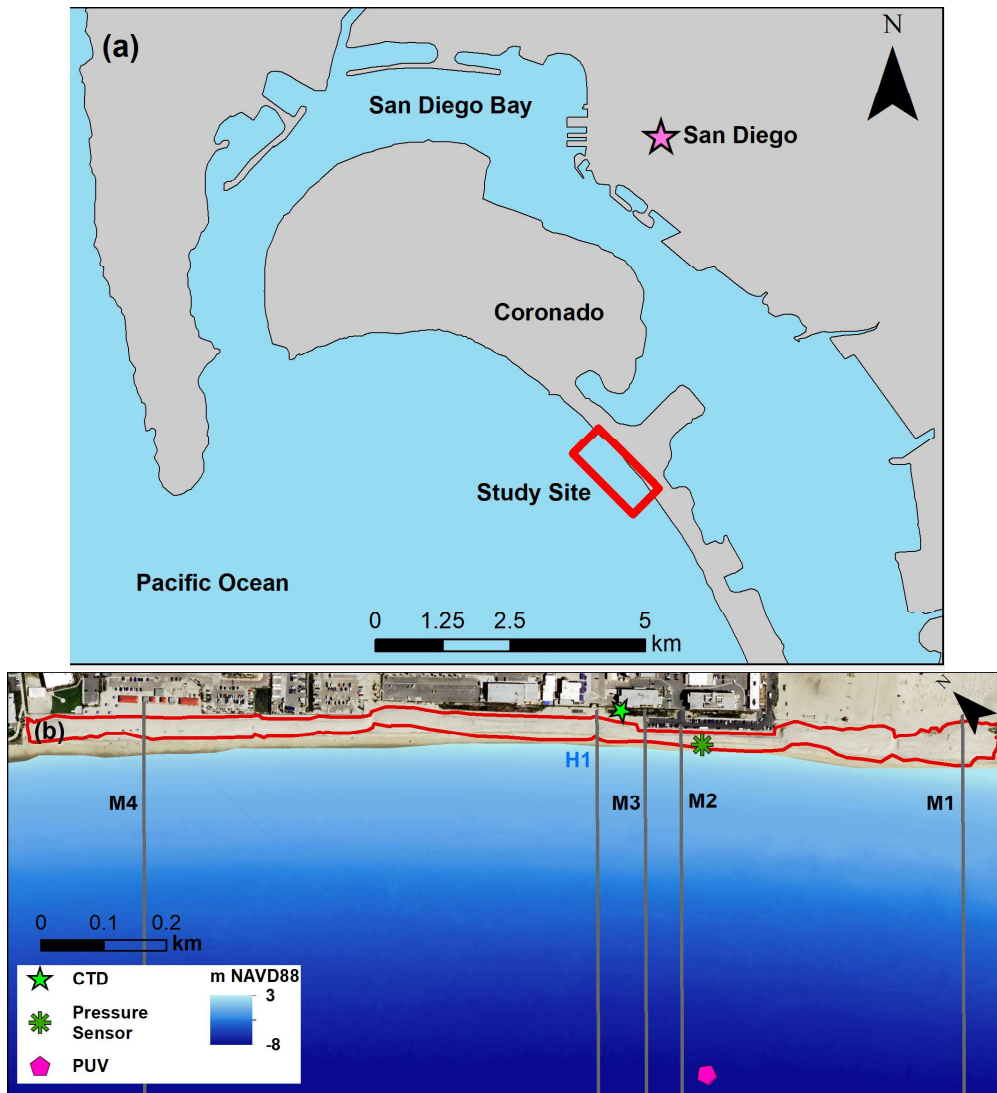 (a)
N
San Diego Bay
San Diego
Coronado
Study Site
Pacific Ocean
0 1.25 2.5 5
km
N
(b)
H1
M4 M3 M2 M1
0 0.1 0.2
km
CTD
Pressure
Sensor
PUV
m NAVD88
3
-8